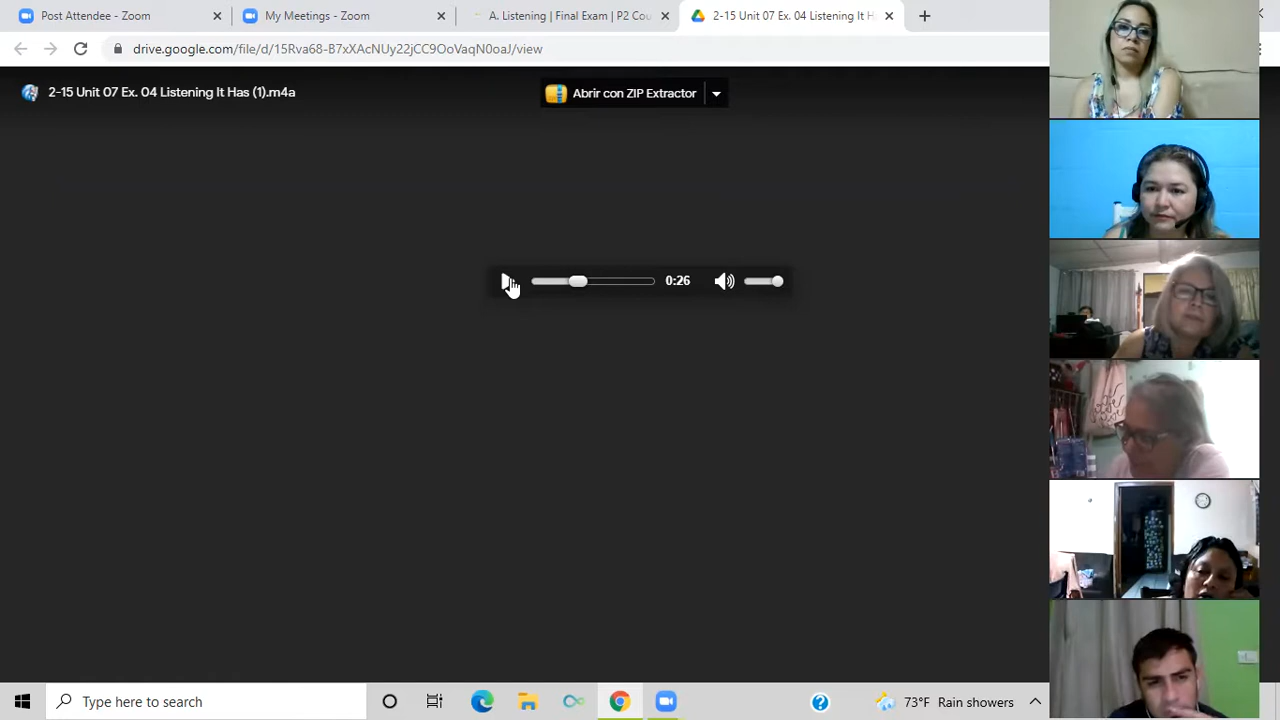 Post Attendee - Zoom
My Meetings - Zoom
A. Listening | Final Exam | P2 Cou
2-15 Unit 07 Ex. 04 Listening It H
drive.google.com/file/d/15Rva68-B7xXAcNUy22jCC9OoVaqN0oaJ/view
2-15 Unit 07 Ex. 04 Listening It Has (1).m4a
Abrir con ZIP Extractor
0:26
Type here to search
73°F Rain showers